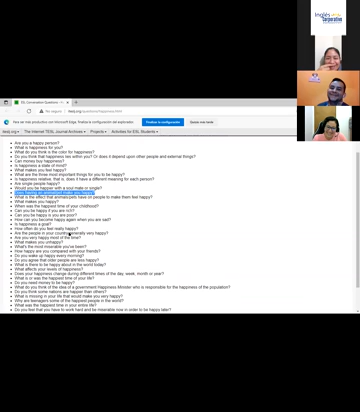 Inglés
Corporativo
ESL Conversation Questions
No seguro
iteslj.org/questions/happiness.html
Finalizar la configuración
Quizás más tarde
iteslj.org
The Internet TESL Journal Archives
Projects
Activities for ESL Students
Are you a happy person?
What is happiness for you?
What do you think is the color for happiness?
Do you think that happiness lies within you? Or does it depend upon other people and external things?
Can money buy happiness?
Is happiness a state of mind?
What makes you feel happy?
What are the three most important things for you to be happy?
Is happiness relative, that is, does it have a different meaning for each person?
Are single people happy?
Would you be happier with a soul mate or single?
Does having no pressure make you happy?
What is the effect that animals/pets have on people to make them feel happy?
What makes you happy?
When was the happiest time of your childhood?
Can you be happy if you are rich?
Can you be happy is you are poor?
How can you become happy again when you are sad?
Is happiness a goal?
How often do you feel really happy?
Are the people in your country generally very happy?
Are you very happy most of the time?
What makes you unhappy?
What's the most miserable you've been?
How happy are you compared with your friends?
Do you wake up happy every morning?
Do you agree that older people are less happy?
What is there to be happy about in the world today?
What affects your levels of happiness?
Does your happiness change during different times of the day, week, month or year?
What is or was the happiest time of your life?
Do you need money to be happy?
What do you think of the idea of a government Happiness Minister who is responsible for the happiness of the population?
Do you think some nations are happier than others?
What is missing in your life that would make you very happy?
Why are teenagers some of the happiest people in the world?
What was the happiest time in your entire life?
Do you feel that you have to work hard and be miserable now in order to be happy later?